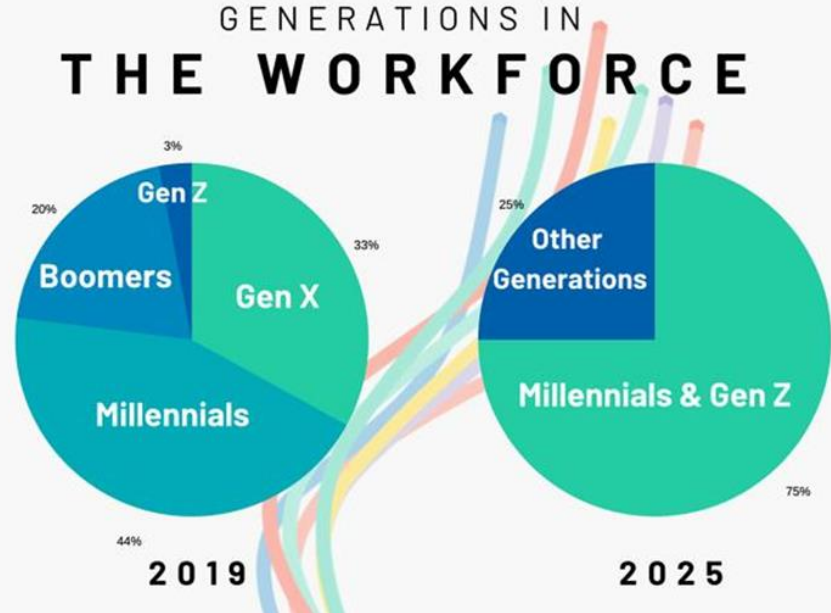 GENERATIONS IN
THE WORKFORCE
3%
Gen Z
20%
33%
Boomers
Gen X
Millennials
44%
2019
25%
Other
Generations
Millennials & Gen Z
75%
2025